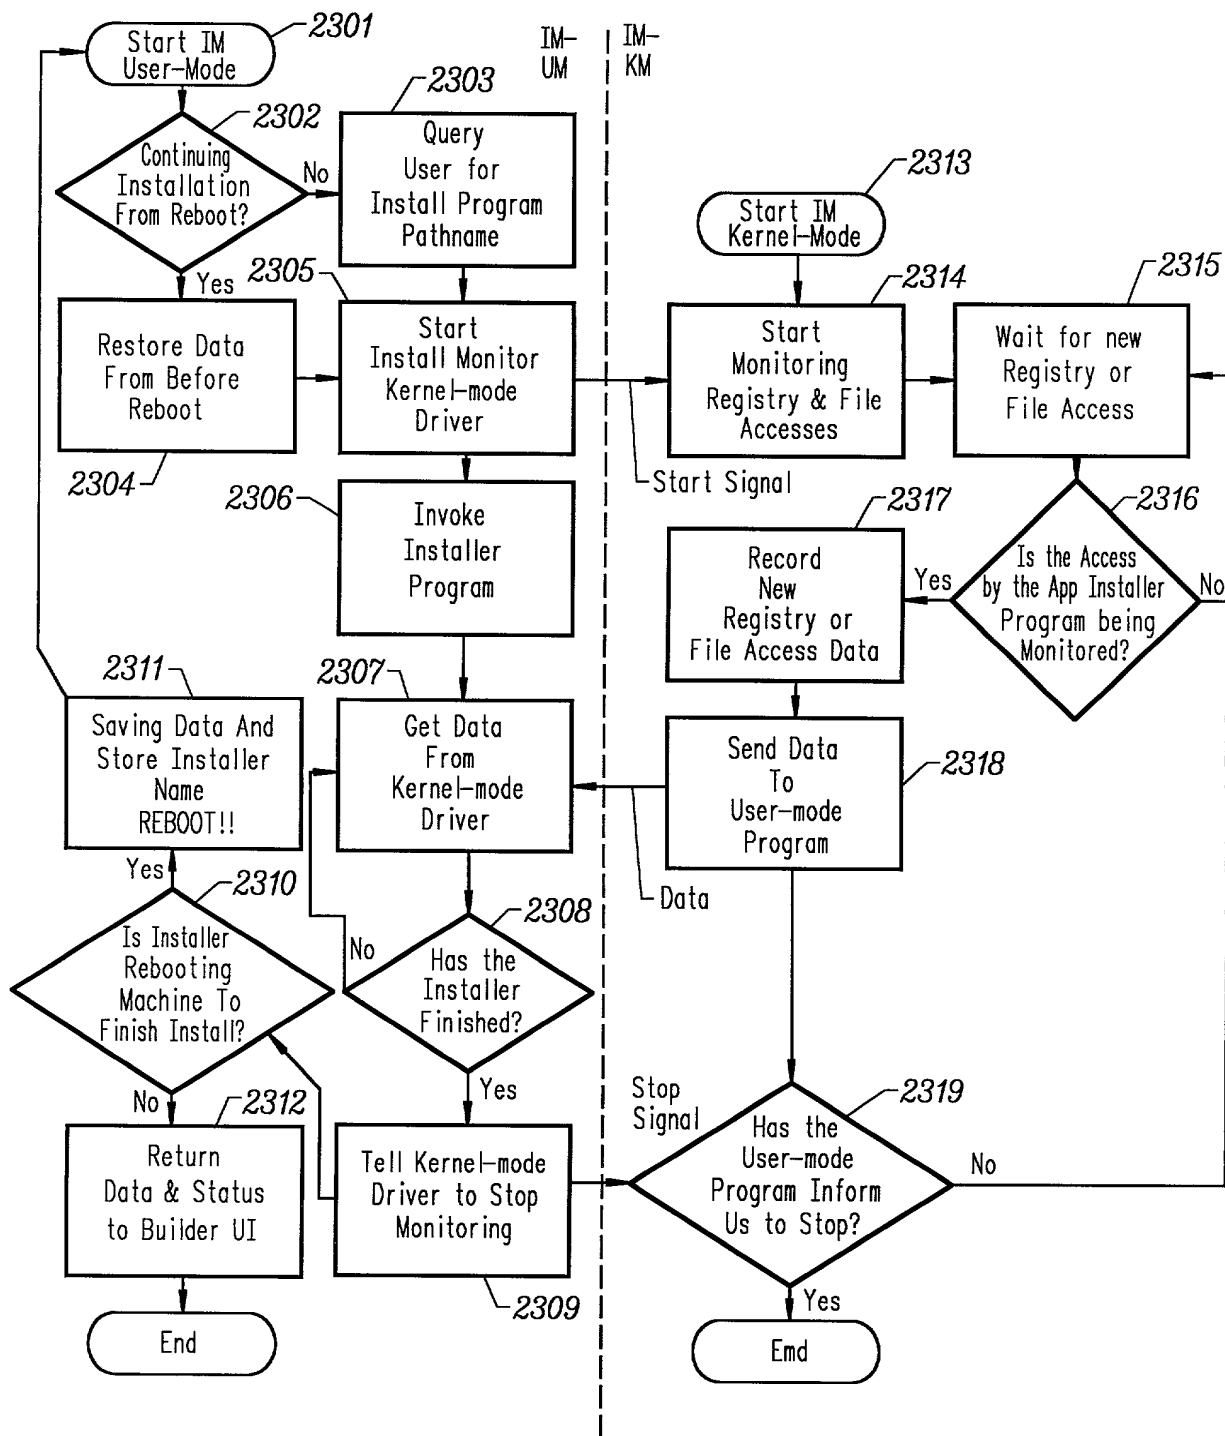 IM-
UM
IM-
KM
2301
Start IM
User-Mode
2302
Continuing
Installation
From Reboot?
No
Yes
2303
Query
User for
Install Program
Pathname
2304
Restore Data
From Before
Reboot
2305
Start
Install Monitor
Kernel-mode
Driver
Start Signal
2306
Invoke
Installer
Program
2307
Get Data
From
Kernel-mode
Driver
2308
Has the
Installer
Finished?
No
Yes
2309
Tell Kernel-mode
Driver to Stop
Monitoring
2310
Is Installer
Rebooting
Machine To
Finish Install?
Yes
No
2311
Saving Data And
Store Installer
Name
REBOOT!!
2312
Return
Data & Status
to Builder UI
End
2313
Start IM
Kernel-Mode
2314
Start
Monitoring
Registry & File
Accesses
2315
Wait for new
Registry or
File Access
2316
Is the Access
by the App Installer
Program being
Monitored?
Yes
No
2317
Record
New
Registry or
File Access Data
2318
Send Data
To
User-mode
Program
Data
2319
Stop
Signal
Has the
User-mode
Program Inform
Us to Stop?
No
Yes
Emd